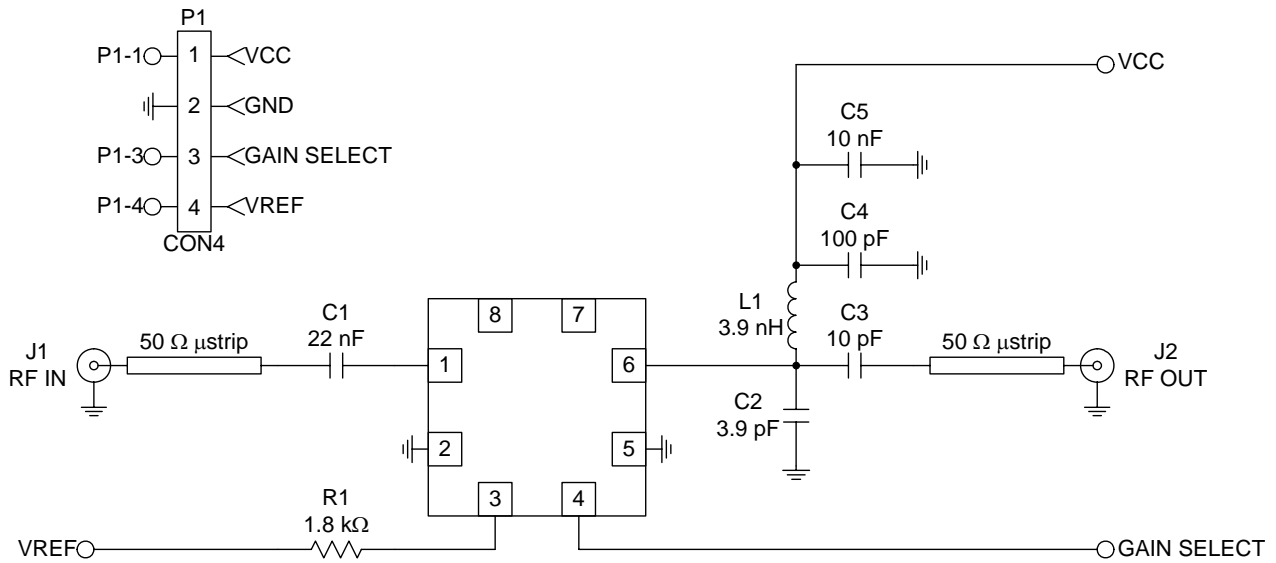 P1
P1-1 1 VCC
2 GND
P1-3 3 GAIN SELECT
P1-4 4 VREF
CON4
VCC
C5
10 nF
C4
100 pF
L1
3.9 nH
C3
10 pF
J1
RF IN
50 Ω μstrip
C1
22 nF
8
7
1
6
2
5
3
4
50 Ω μstrip
J2
RF OUT
C2
3.9 pF
R1
1.8 kΩ
VREF
GAIN SELECT